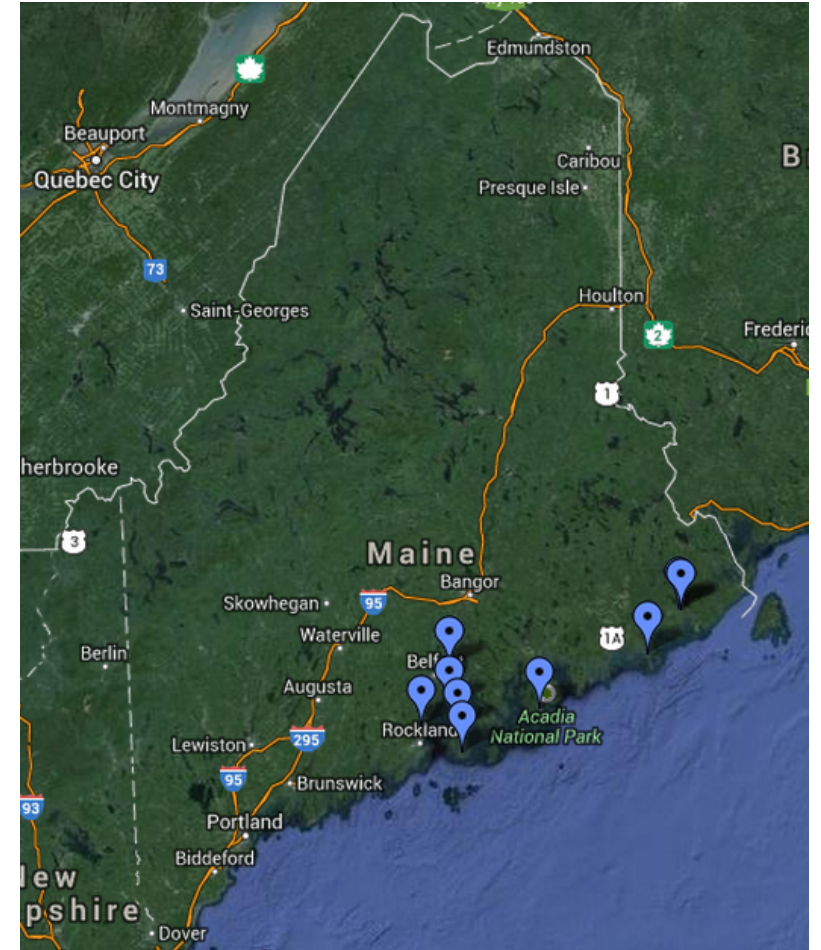 Edmundston
Montmagny
Beauport
Quebec City
Caribou
Presque Isle
B
73
Saint-Georges
Houlton
2
Frederic
1
herbrooke
3
Maine
Bangor
Skowhegan
95
Waterville
1A
Berlin
Belf
Augusta
Acadia
National Park
Rockland
Lewiston
295
95
Brunswick
93
Portland
Biddeford
New
pshire
Dover